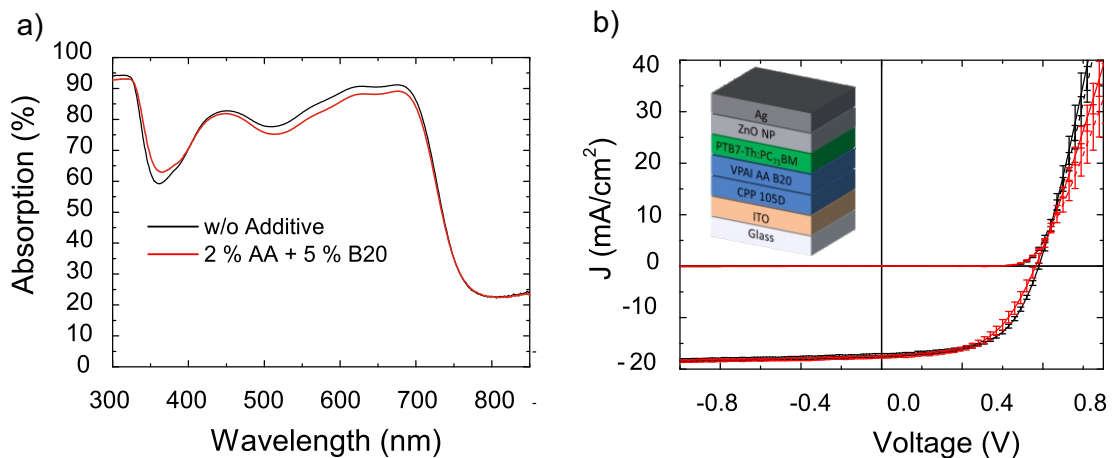 a)
Absorption (%)
100
90
80
70
60
50
40
30
20
10
0
w/o Additive
2 % AA + 5 % B20
300 400 500 600 700 800
Wavelength (nm)
b)
J (mA/cm²)
40
30
20
10
0
-10
-20
Ag
ZnO NP
PTB7-Th:PC₇₁BM
VPAI AA B20
CPP 105D
ITO
Glass
-0.8 -0.4 0.0 0.4 0.8
Voltage (V)